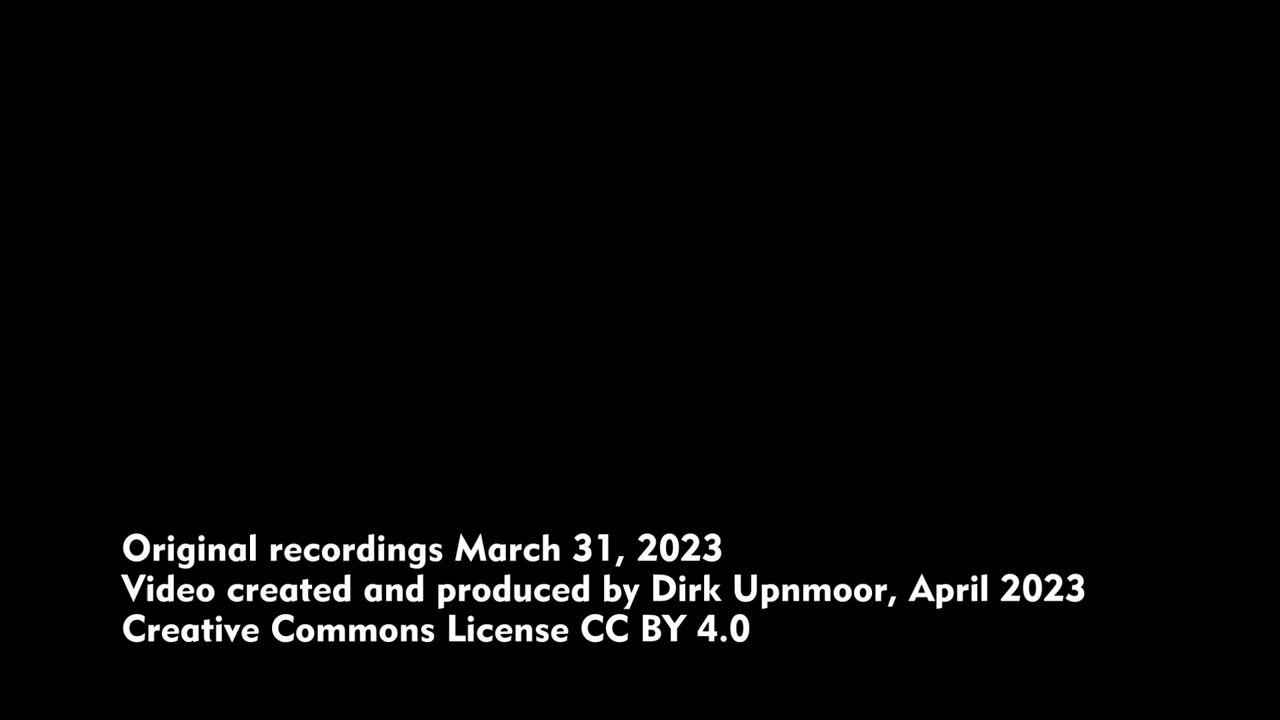 Original recordings March 31, 2023
Video created and produced by Dirk Upnmoor, April 2023
Creative Commons License CC BY 4.0